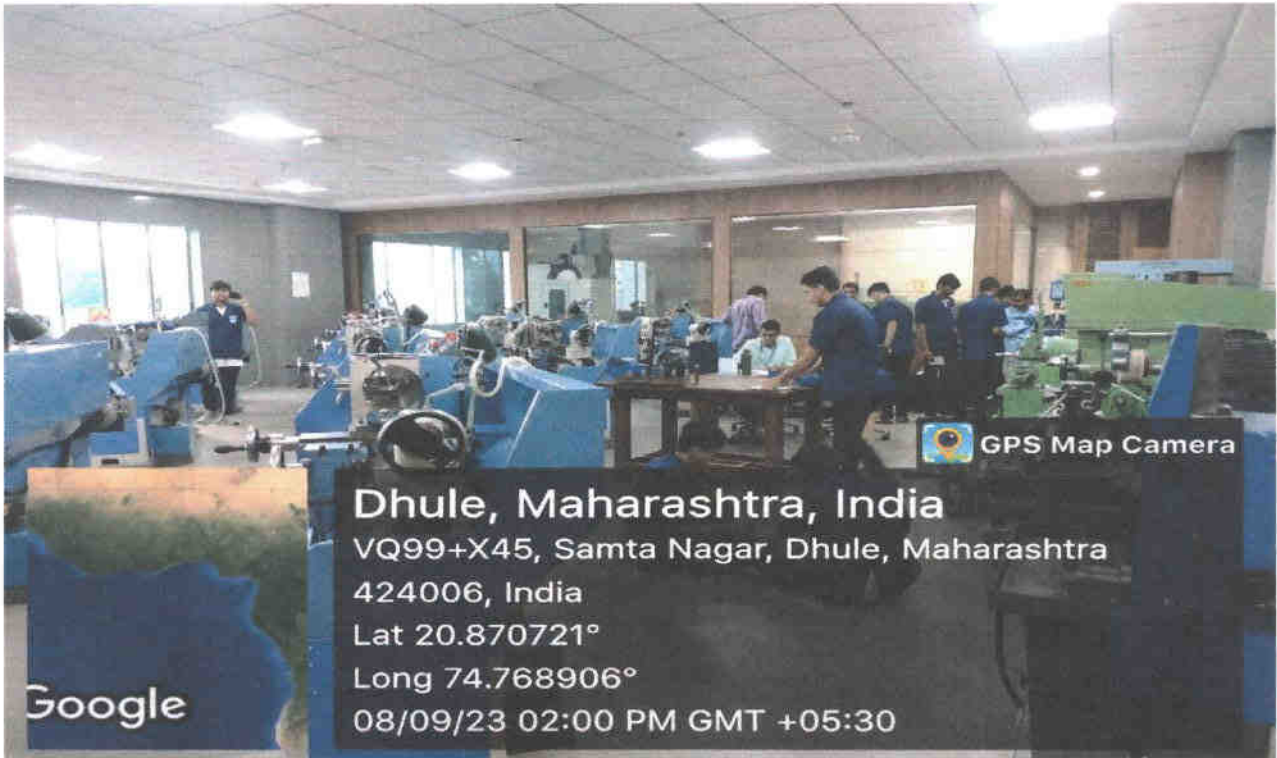 GPS Map Camera
Dhule, Maharashtra, India
VQ99+X45, Samta Nagar, Dhule, Maharashtra
424006, India
Lat 20.870721°
Long 74.768906°
08/09/23 02:00 PM GMT +05:30
Google